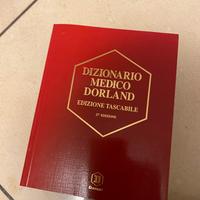 DIZIONARIO
MEDICO
DORLAND
EDIZIONE TASCABILE